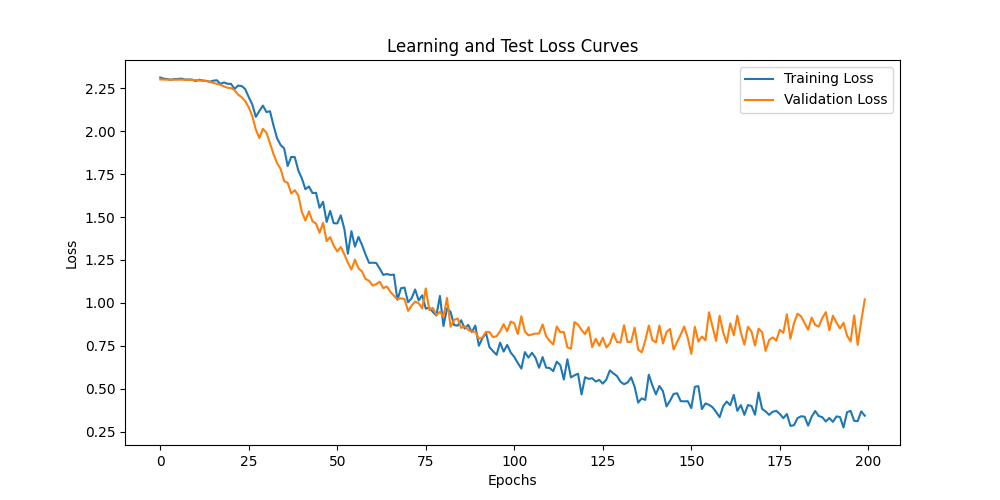 Learning and Test Loss Curves
Training Loss
Validation Loss
2.25
2.00
1.75
1.50
1.25
1.00
0.75
0.50
0.25
Loss
0 25 50 75 100 125 150 175 200
Epochs